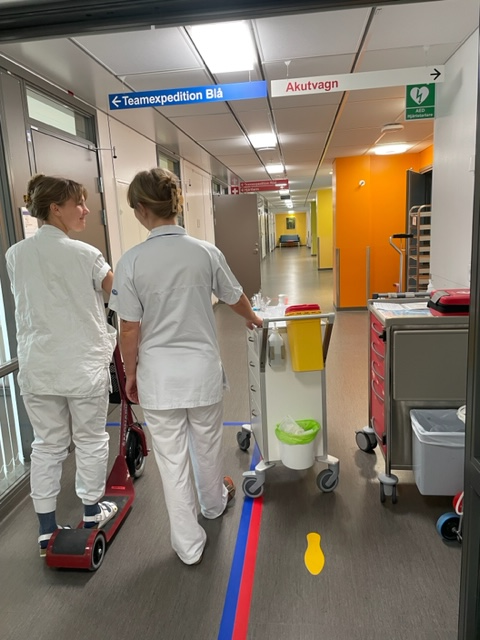 Teamexpedition Blå
Akutvagn
AED
Hjärtstartare